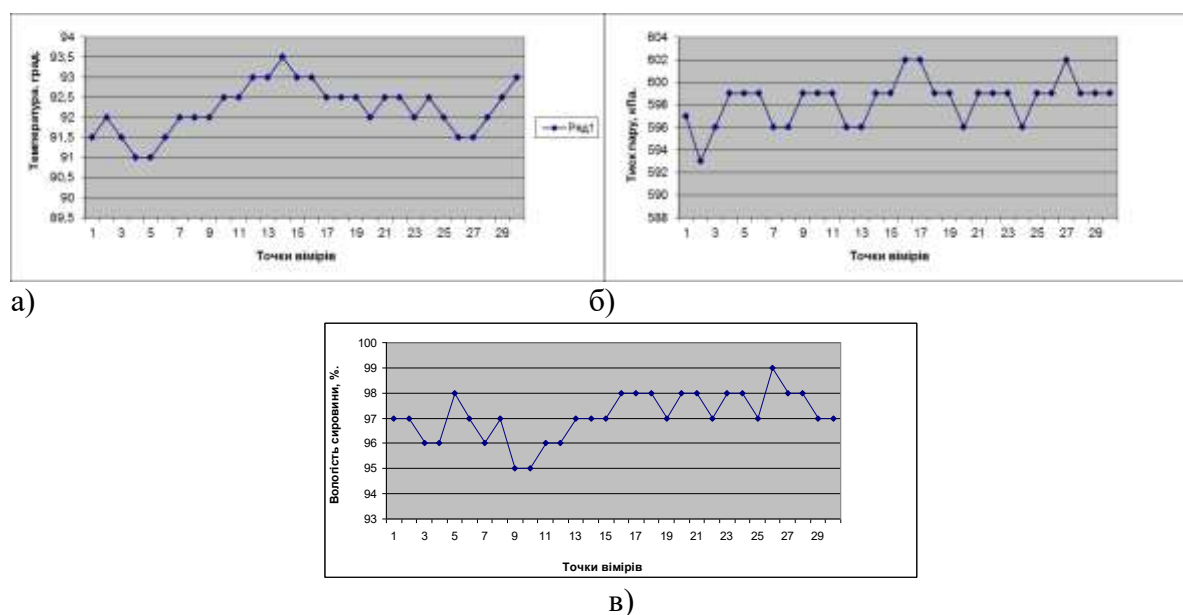 94
93,5
93
92,5
92
91,5
91
90,5
90
89,5
Температура, град.
1 3 5 7 9 11 13 15 17 19 21 23 25 27 29
Точки вімірів
Ряд1
а)
604
602
600
598
596
594
592
590
588
Тиск пару, кПа.
1 3 5 7 9 11 13 15 17 19 21 23 25 27 29
Точки вімірів
б)
100
99
98
97
96
95
94
93
Вологість сировини, %.
1 3 5 7 9 11 13 15 17 19 21 23 25 27 29
Точки вімірів
в)